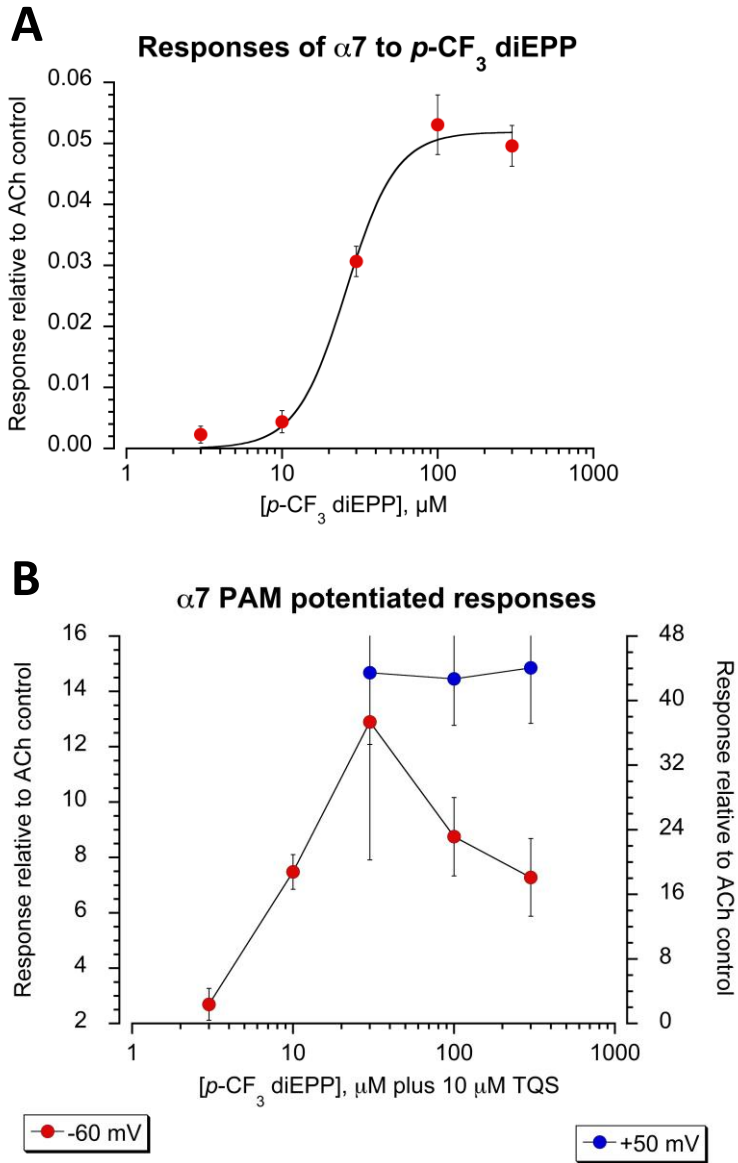 A
Responses of α7 to p-CF3 diEPP
Response relative to ACh control
0.06
0.05
0.04
0.03
0.02
0.01
0.00
1 10 100 1000
[p-CF3 diEPP], µM
B
α7 PAM potentiated responses
Response relative to ACh control
16
14
12
10
8
6
4
2
48
40
32
24
16
8
0
Response relative to ACh control
1 10 100 1000
[p-CF3 diEPP], µM plus 10 µM TQS
-60 mV
+50 mV